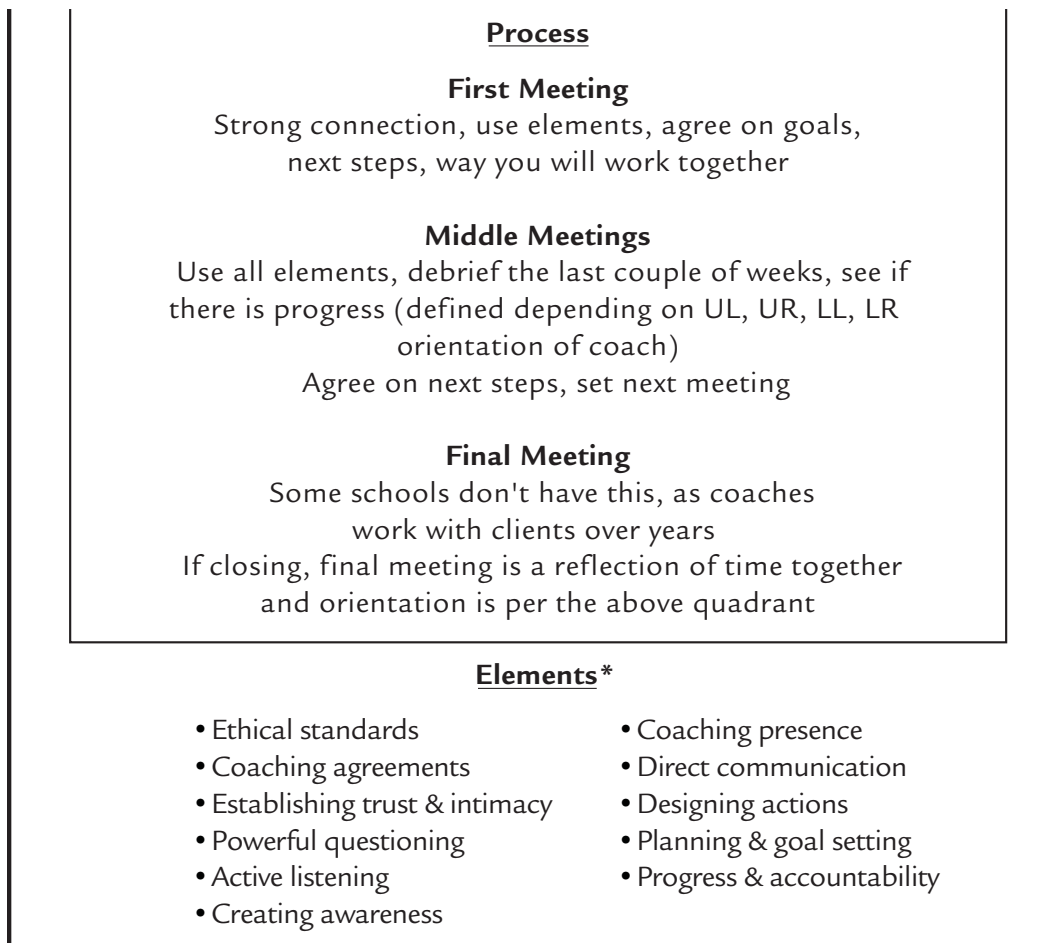 Process
First Meeting
Strong connection, use elements, agree on goals,
next steps, way you will work together
Middle Meetings
Use all elements, debrief the last couple of weeks, see if
there is progress (defined depending on UL, UR, LL, LR
orientation of coach)
Agree on next steps, set next meeting
Final Meeting
Some schools don't have this, as coaches
work with clients over years
If closing, final meeting is a reflection of time together
and orientation is per the above quadrant
Elements*
• Ethical standards
• Coaching agreements
• Establishing trust & intimacy
• Powerful questioning
• Active listening
• Creating awareness
• Coaching presence
• Direct communication
• Designing actions
• Planning & goal setting
• Progress & accountability